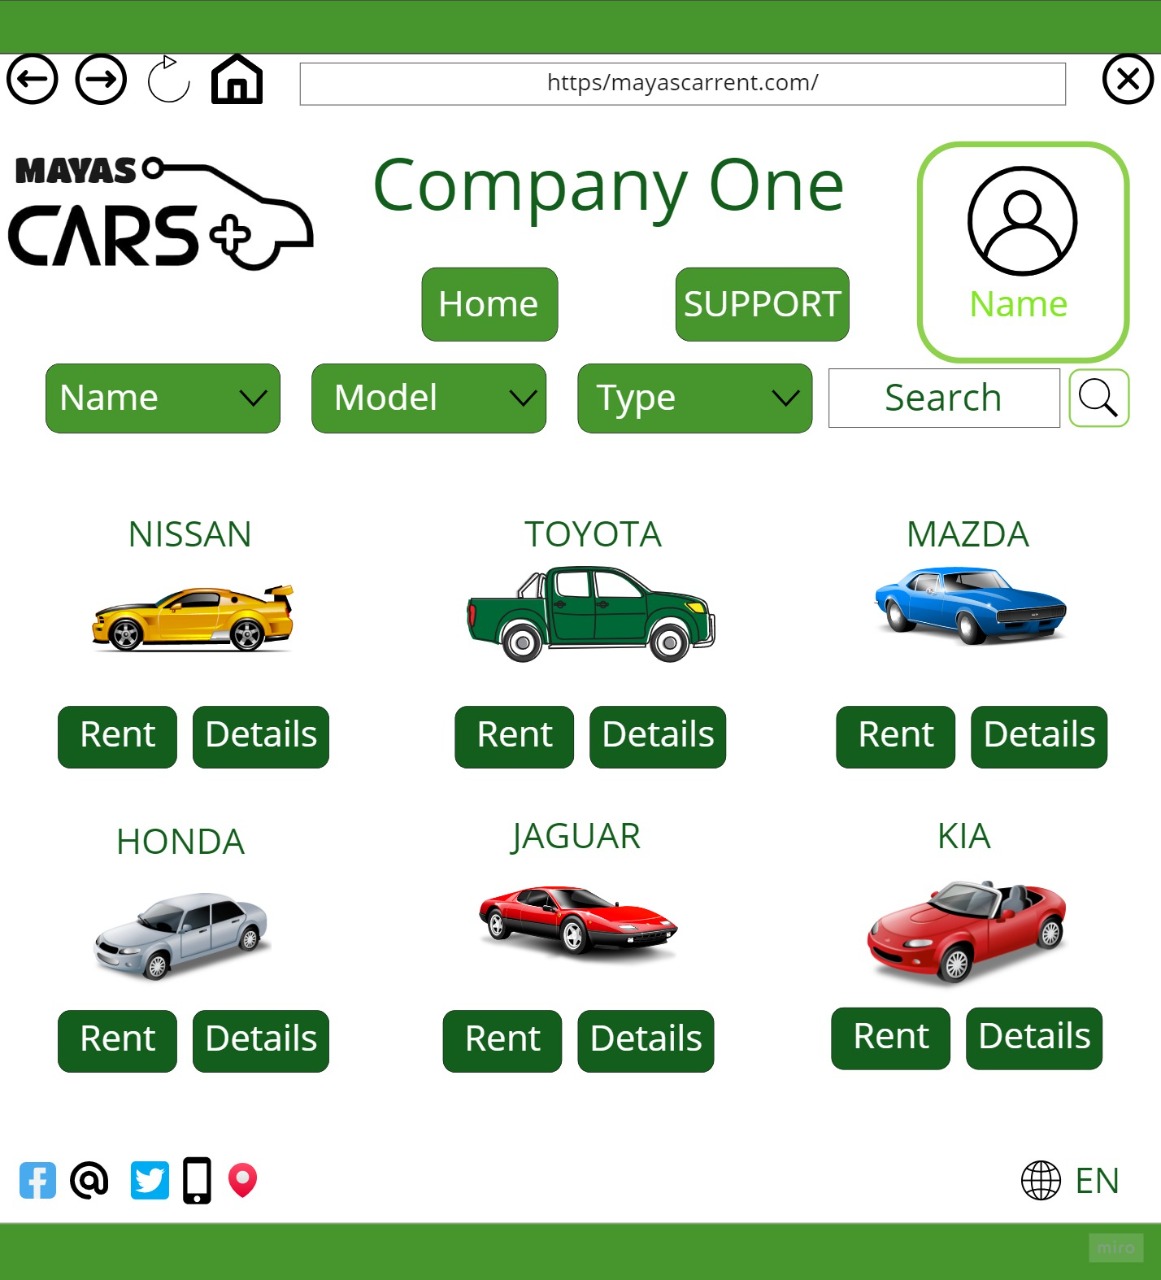 https/mayascarrent.com/
MAYAS
CARS
Company One
Home
SUPPORT
Name
Name
Model
Type
Search
NISSAN
TOYOTA
MAZDA
Rent
Details
Rent
Details
Rent
Details
HONDA
JAGUAR
KIA
Rent
Details
Rent
Details
Rent
Details
EN
miro